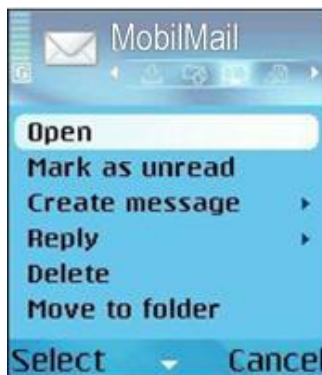 MobilMail
G
Open
Mark as unread
Create message
Reply
Delete
Move to folder
Select Cancel